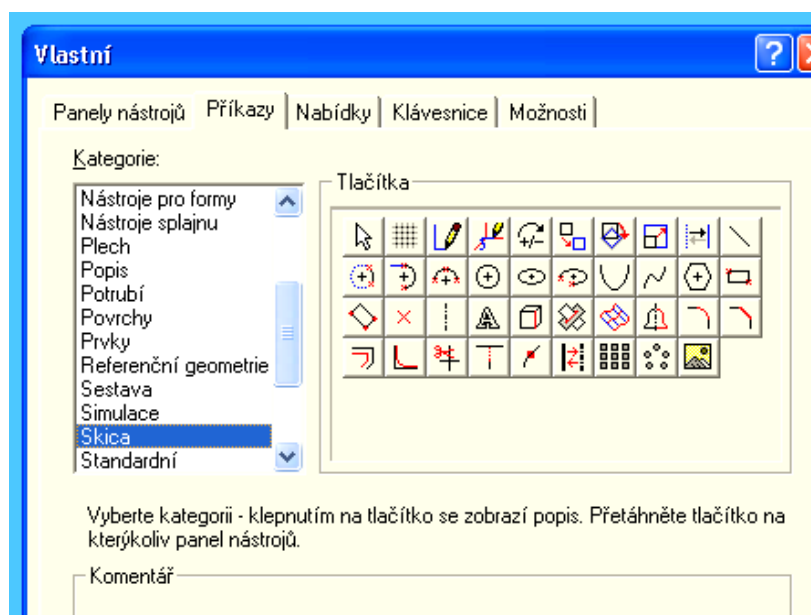 Vlastní
Panely nástrojů Příkazy Nabídky Klávesnice Možnosti
Kategorie:
Nástroje pro formy
Nástroje splajnu
Plech
Popis
Potrubí
Povrchy
Prvky
Referenční geometrie
Sestava
Simulace
Skica
Standardní
Tlačítka
Vyberte kategorii - klepnutím na tlačítko se zobrazí popis. Přetáhněte tlačítko na
kterýkoliv panel nástrojů.
Komentář